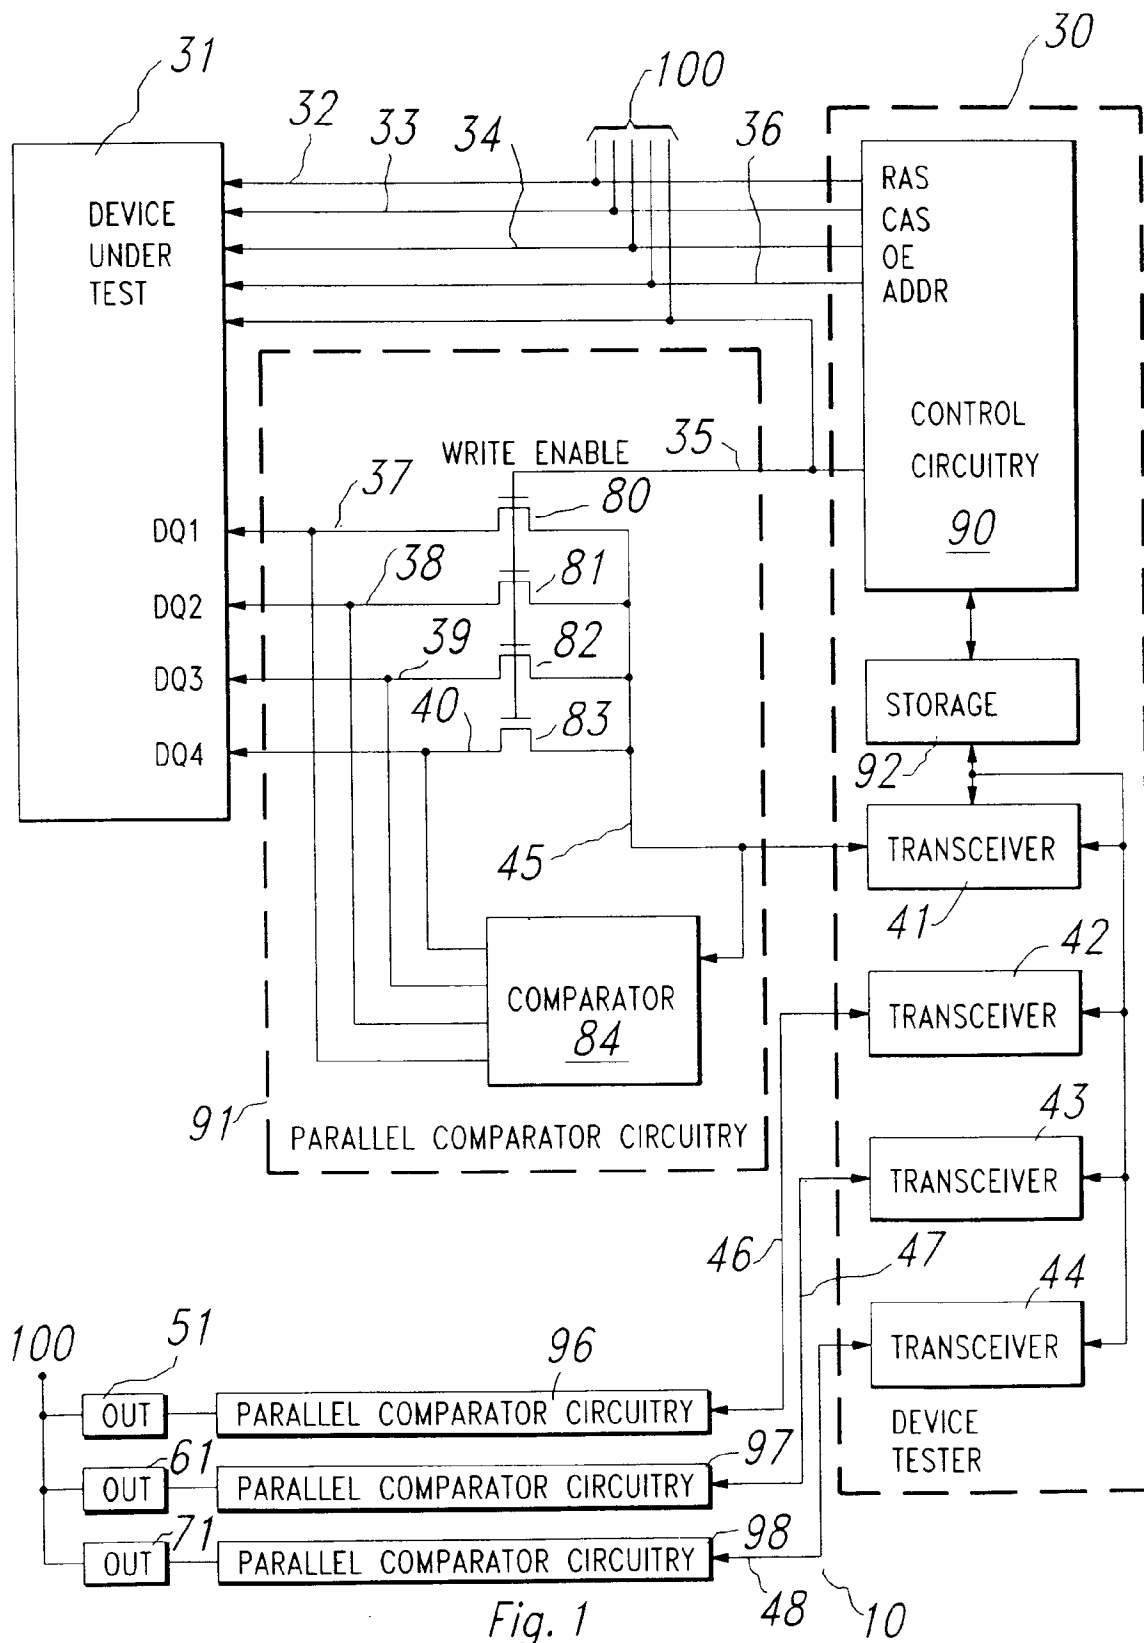 31
30
100
32
33
34
36
DEVICE
UNDER
TEST
RAS
CAS
OE
ADDR
CONTROL
CIRCUITRY
90
WRITE ENABLE
35
37
80
DQ1
38
81
DQ2
39
82
DQ3
40
83
DQ4
STORAGE
92
45
TRANSCEIVER
41
COMPARATOR
84
42
TRANSCEIVER
91
PARALLEL COMPARATOR CIRCUITRY
43
TRANSCEIVER
46
47
44
TRANSCEIVER
100
51
OUT
96
PARALLEL COMPARATOR CIRCUITRY
DEVICE
TESTER
61
OUT
97
PARALLEL COMPARATOR CIRCUITRY
71
OUT
98
PARALLEL COMPARATOR CIRCUITRY
48
10
Fig. 1